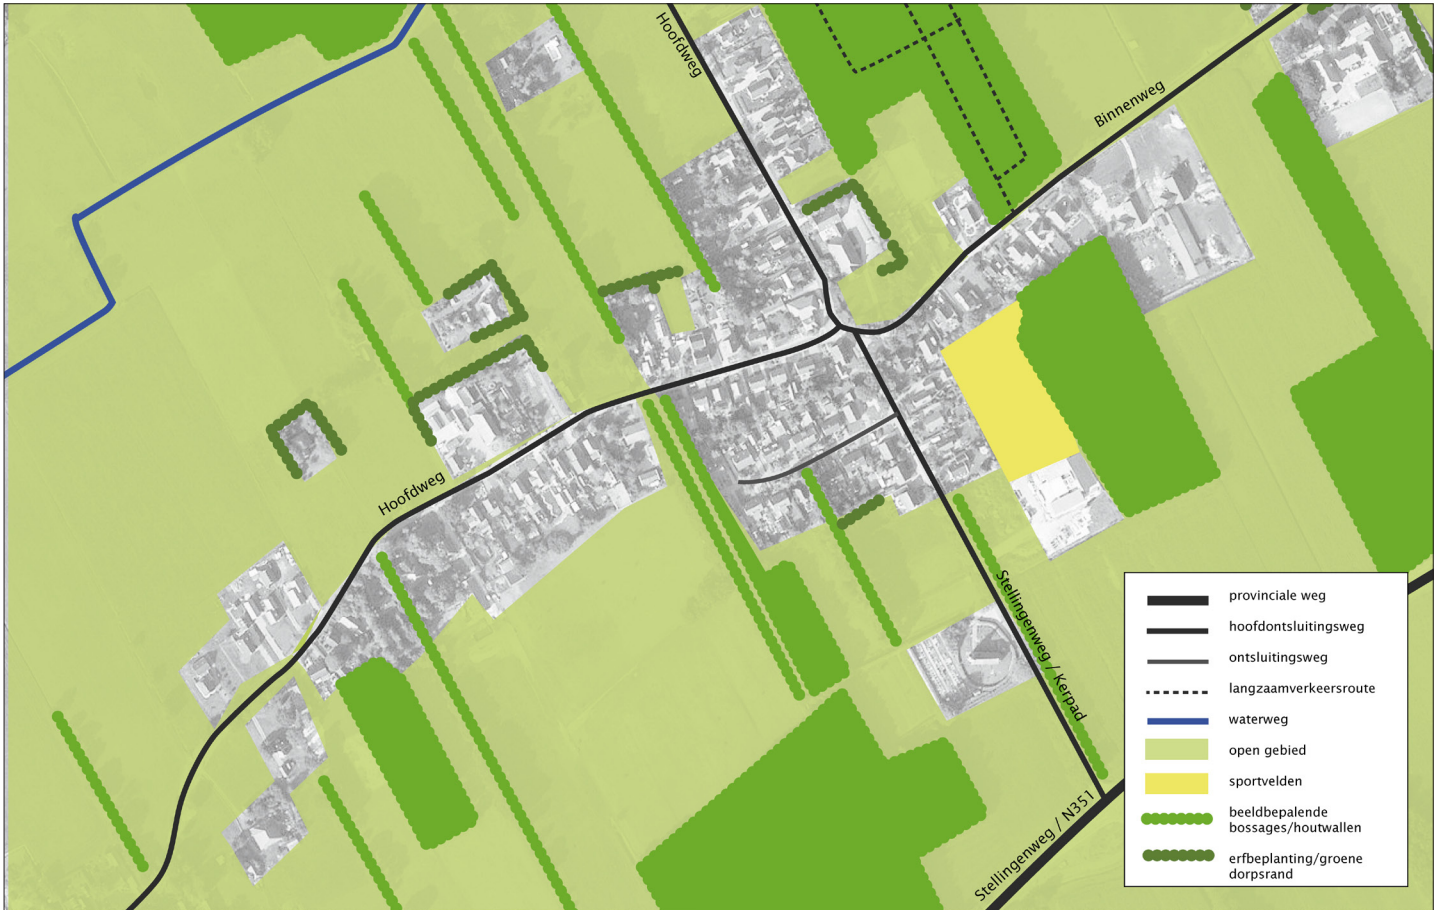 Hoofdweg
Binnenweg
Hoofdweg
Stellingenweg / Kerpad
Stellingenweg / N351
provinciale weg
hoofdontsluitingsweg
ontsluitingsweg
langzaamverkeersroute
waterweg
open gebied
sportvelden
beeldbepalende
bossages/houtwallen
erfbeplanting/groene
dorpsrand